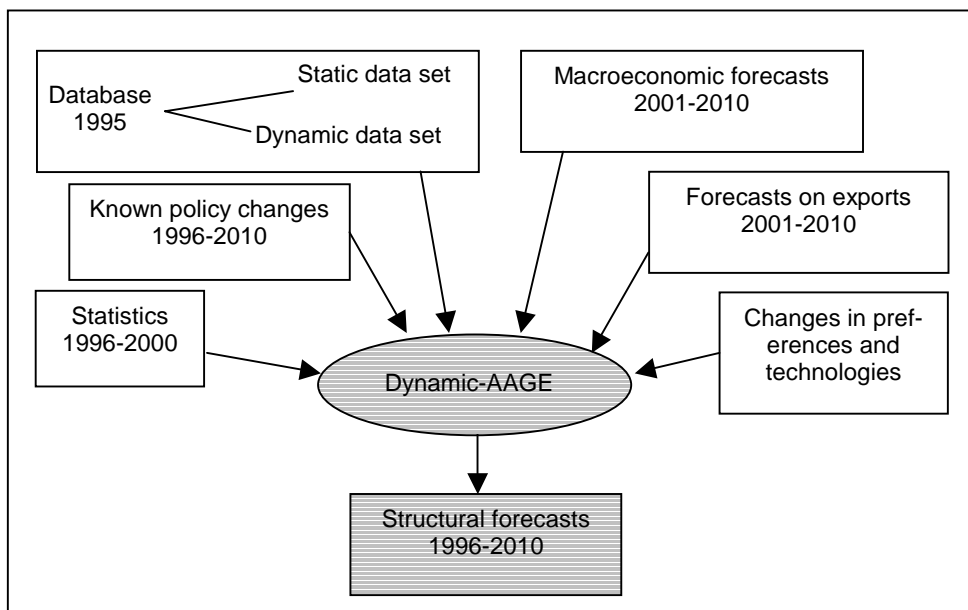 Database
1995
Static data set
Dynamic data set
Macroeconomic forecasts
2001-2010
Known policy changes
1996-2010
Forecasts on exports
2001-2010
Statistics
1996-2000
Changes in pref-
erences and
technologies
Dynamic-AAGE
Structural forecasts
1996-2010